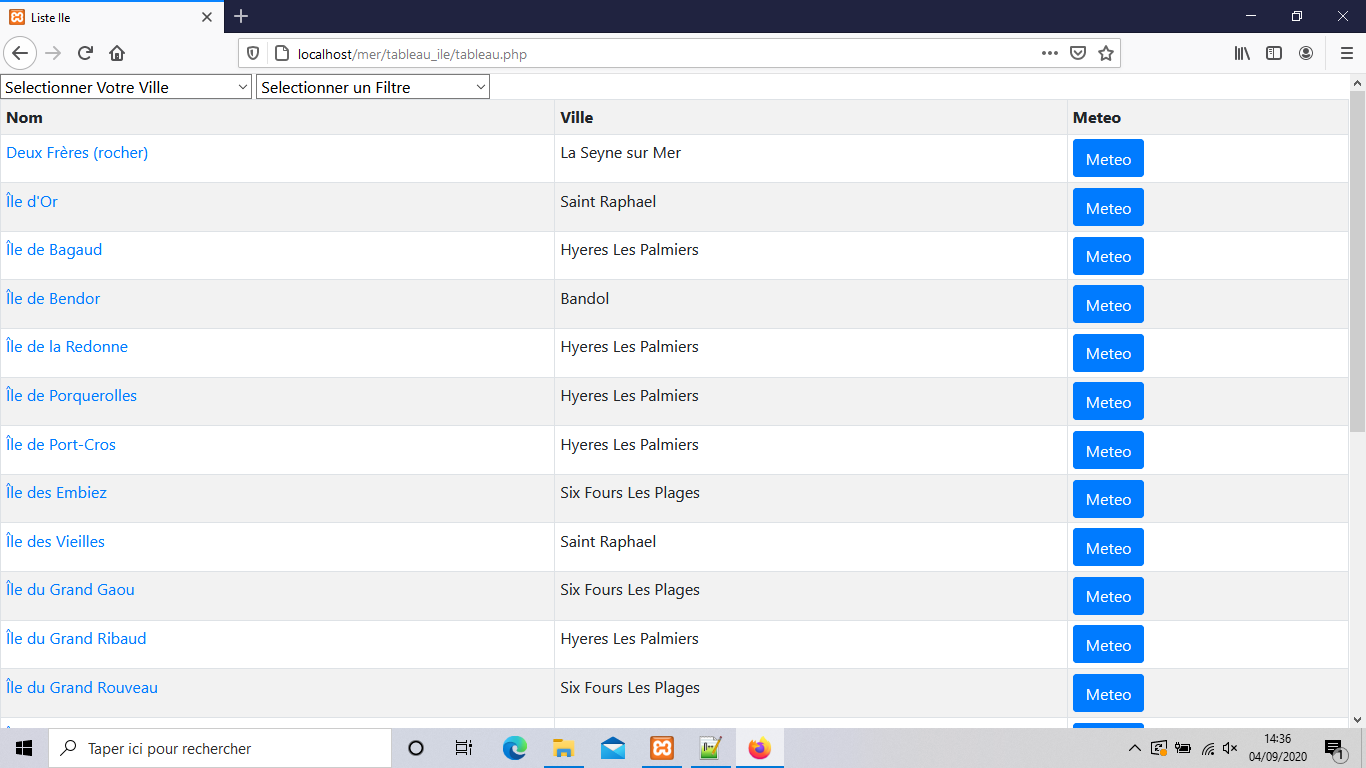 Liste Ile
localhost/mer/tableau_ile/tableau.php
Selectionner Votre Ville Selectionner un Filtre
Nom Ville Meteo
Deux Frères (rocher) La Seyne sur Mer Meteo
Île d'Or Saint Raphael Meteo
Île de Bagaud Hyeres Les Palmiers Meteo
Île de Bendor Bandol Meteo
Île de la Redonne Hyeres Les Palmiers Meteo
Île de Porquerolles Hyeres Les Palmiers Meteo
Île de Port-Cros Hyeres Les Palmiers Meteo
Île des Embiez Six Fours Les Plages Meteo
Île des Vieilles Saint Raphael Meteo
Île du Grand Gaou Six Fours Les Plages Meteo
Île du Grand Ribaud Hyeres Les Palmiers Meteo
Île du Grand Rouveau Six Fours Les Plages Meteo
Taper ici pour rechercher
14:36
04/09/2020
1